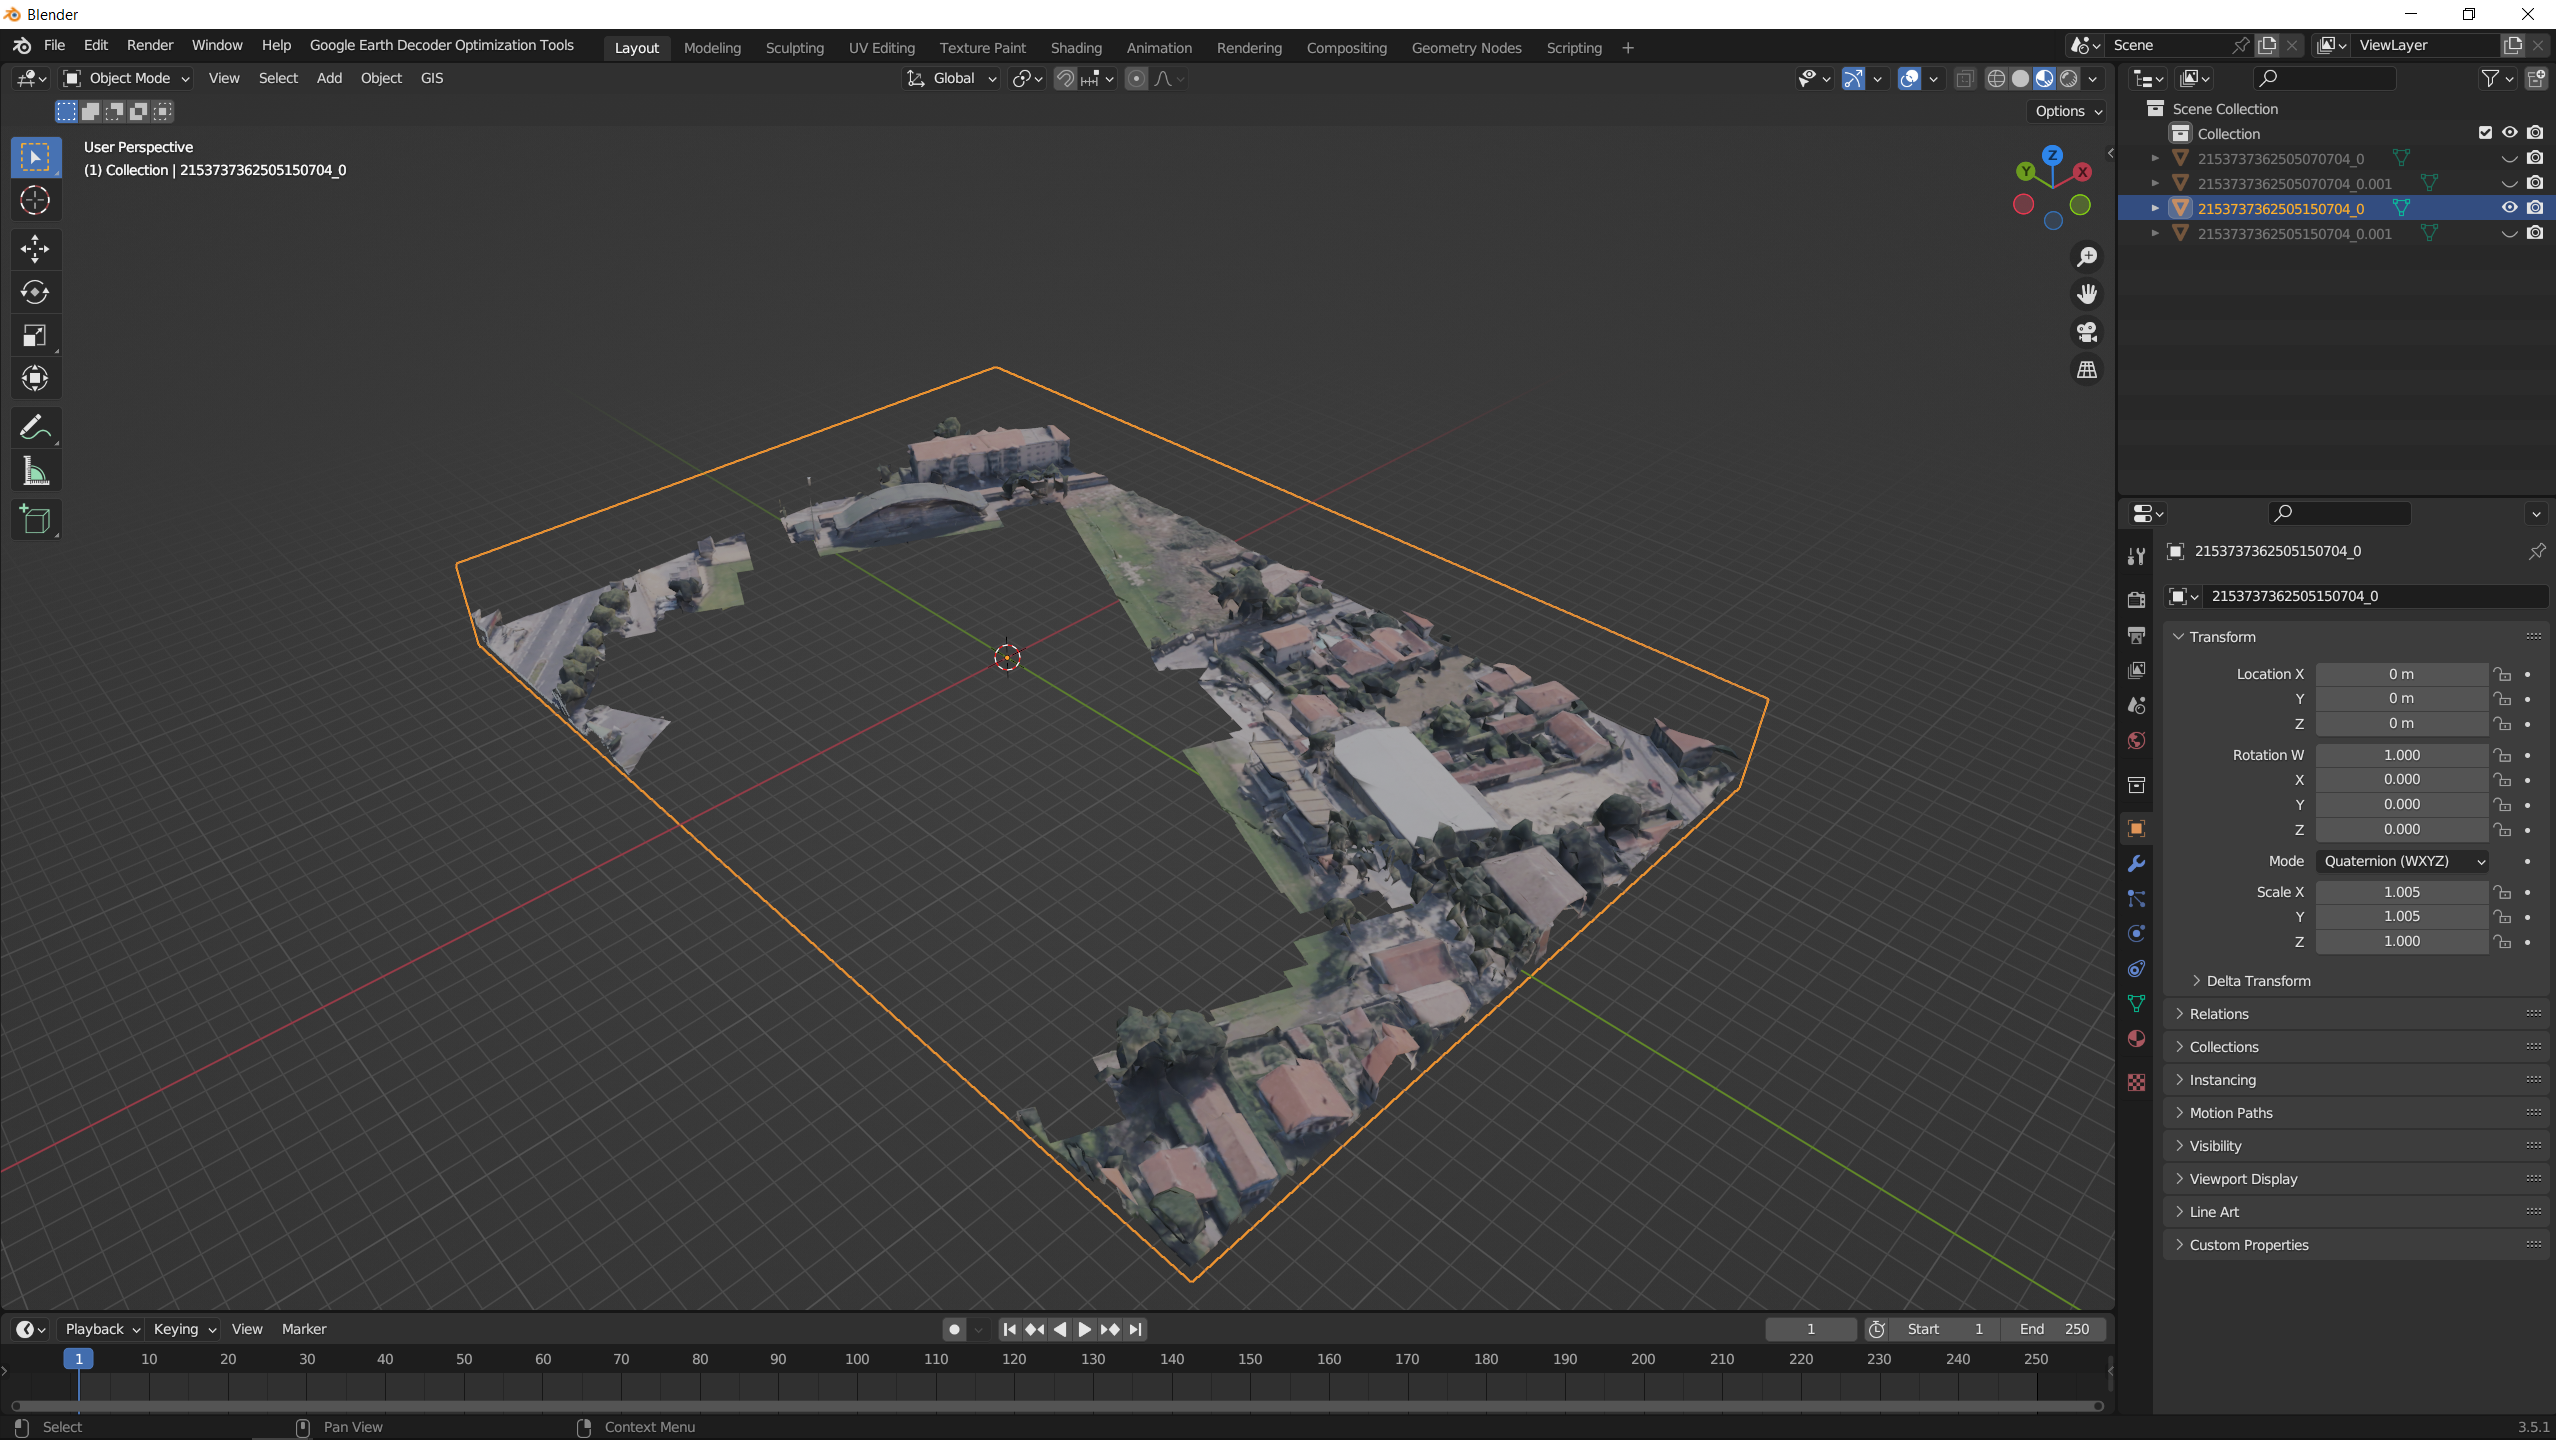 Blender
File Edit Render Window Help Google Earth Decoder Optimization Tools Layout Modeling Sculpting UV Editing Texture Paint Shading Animation Rendering Compositing Geometry Nodes Scripting + Scene ViewLayer
Object Mode View Select Add Object GIS Global
Options
User Perspective
(1) Collection | 2153737362505150704_0
Z
Y
X
Scene Collection
Collection
2153737362505070704_0
2153737362505070704_0.001
2153737362505150704_0
2153737362505150704_0.001
2153737362505150704_0
2153737362505150704_0
Transform
Location X 0 m
Y 0 m
Z 0 m
Rotation W 1.000
X 0.000
Y 0.000
Z 0.000
Mode Quaternion (WXYZ)
Scale X 1.005
Y 1.005
Z 1.000
Delta Transform
Relations
Collections
Instancing
Motion Paths
Visibility
Viewport Display
Line Art
Custom Properties
Playback Keying View Marker 1 Start 1 End 250
1 10 20 30 40 50 60 70 80 90 100 110 120 130 140 150 160 170 180 190 200 210 220 230 240 250
Select Pan View Context Menu 3.5.1